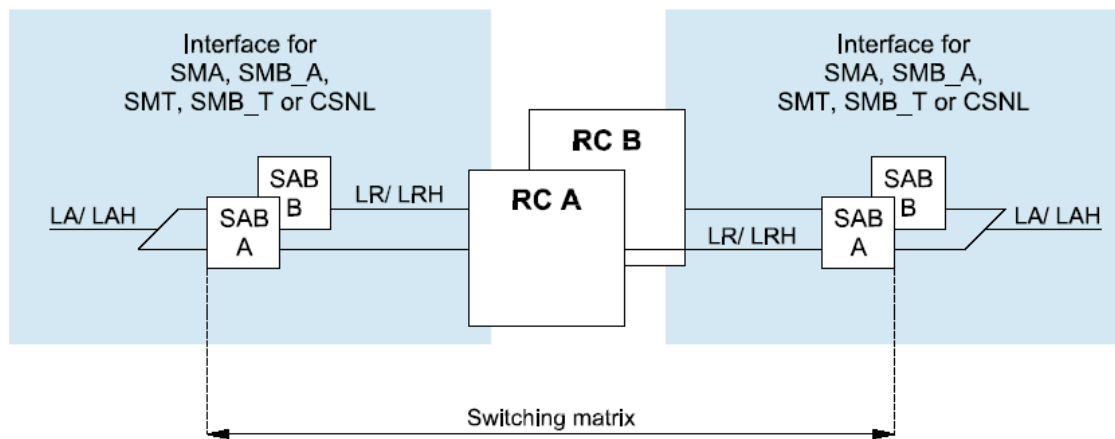 Interface for
SMA, SMB_A,
SMT, SMB_T or CSNL
Interface for
SMA, SMB_A,
SMT, SMB_T or CSNL
RC B
RC A
SAB
B
SAB
A
LR/ LRH
LA/ LAH
SAB
B
SAB
A
LR/ LRH
LA/ LAH
Switching matrix